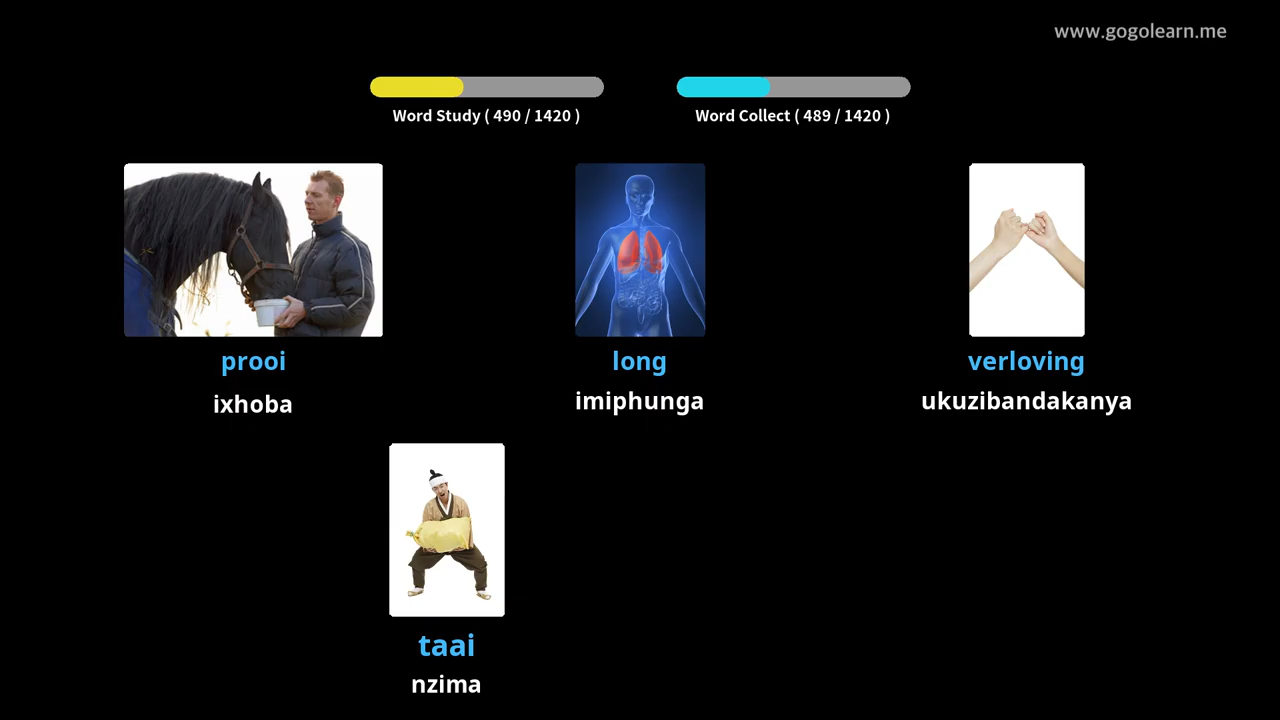 www.gogolearn.me
Word Study ( 490 / 1420 )
Word Collect ( 489 / 1420 )
prooi
long
verloving
ixhoba
imiphunga
ukuzibandakanya
taai
nzima